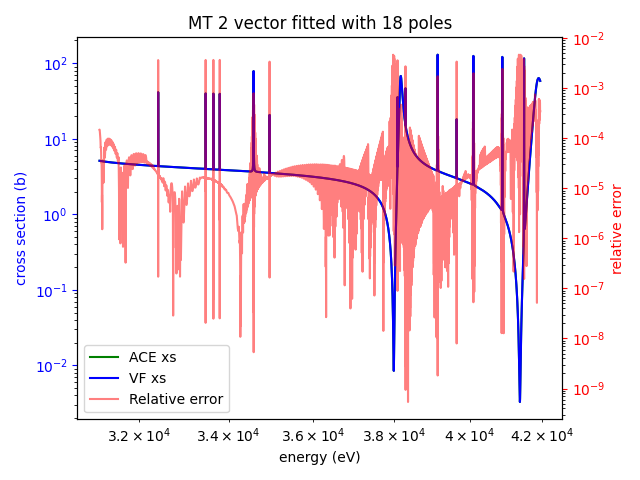 MT 2 vector fitted with 18 poles
10²
10¹
10⁰
10⁻¹
10⁻²
cross section (b)
10⁻²
10⁻³
10⁻⁴
10⁻⁵
10⁻⁶
10⁻⁷
10⁻⁸
10⁻⁹
relative error
ACE xs
VF xs
Relative error
3.2 × 10⁴ 3.4 × 10⁴ 3.6 × 10⁴ 3.8 × 10⁴ 4 × 10⁴ 4.2 × 10⁴
energy (eV)